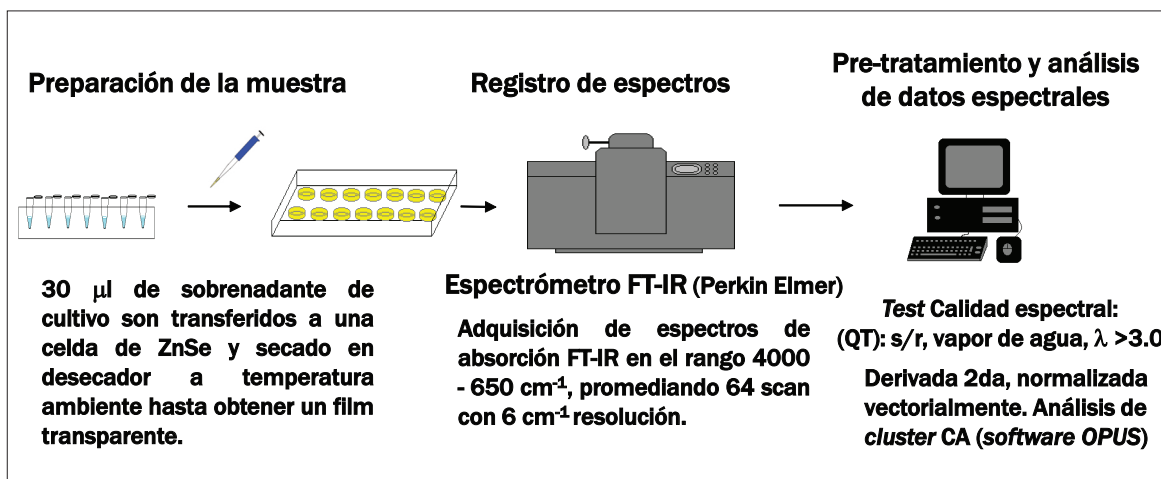 Preparación de la muestra
30 μl de sobrenadante de
cultivo son transferidos a una
celda de ZnSe y secado en
desecador a temperatura
ambiente hasta obtener un film
transparente.
Registro de espectros
Espectrómetro FT-IR (Perkin Elmer)
Adquisición de espectros de
absorción FT-IR en el rango 4000
- 650 cm⁻¹, promediando 64 scan
con 6 cm⁻¹ resolución.
Pre-tratamiento y análisis
de datos espectrales
Test Calidad espectral:
(QT): s/r, vapor de agua, λ >3.0
Derivada 2da, normalizada
vectorialmente. Análisis de
cluster CA (software OPUS)